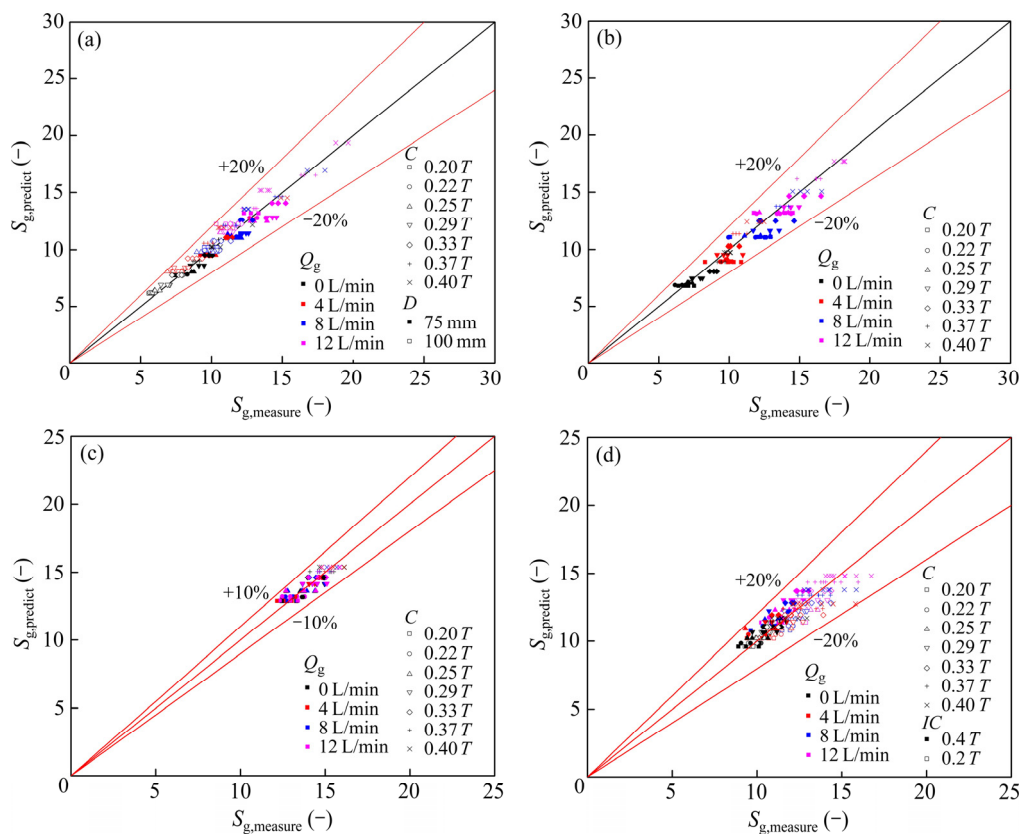 (a)
30
25
20
15
10
5
0
5
10
15
20
25
30
S_g,predict (−)
S_g,measure (−)
+20%
−20%
C
0.20 T
0.22 T
0.25 T
0.29 T
0.33 T
0.37 T
0.40 T
Q_g
0 L/min
4 L/min
8 L/min
12 L/min
D
75 mm
100 mm
(b)
30
25
20
15
10
5
0
5
10
15
20
25
30
S_g,predict (−)
S_g,measure (−)
+20%
−20%
C
0.20 T
0.22 T
0.25 T
0.29 T
0.33 T
0.37 T
0.40 T
Q_g
0 L/min
4 L/min
8 L/min
12 L/min
(c)
25
20
15
10
5
0
5
10
15
20
25
S_g,predict (−)
S_g,measure (−)
+10%
−10%
C
0.20 T
0.22 T
0.25 T
0.29 T
0.33 T
0.37 T
0.40 T
Q_g
0 L/min
4 L/min
8 L/min
12 L/min
(d)
25
20
15
10
5
0
5
10
15
20
25
S_g,predict (−)
S_g,measure (−)
+20%
−20%
C
0.20 T
0.22 T
0.25 T
0.29 T
0.33 T
0.37 T
0.40 T
Q_g
0 L/min
4 L/min
8 L/min
12 L/min
IC
0.4 T
0.2 T